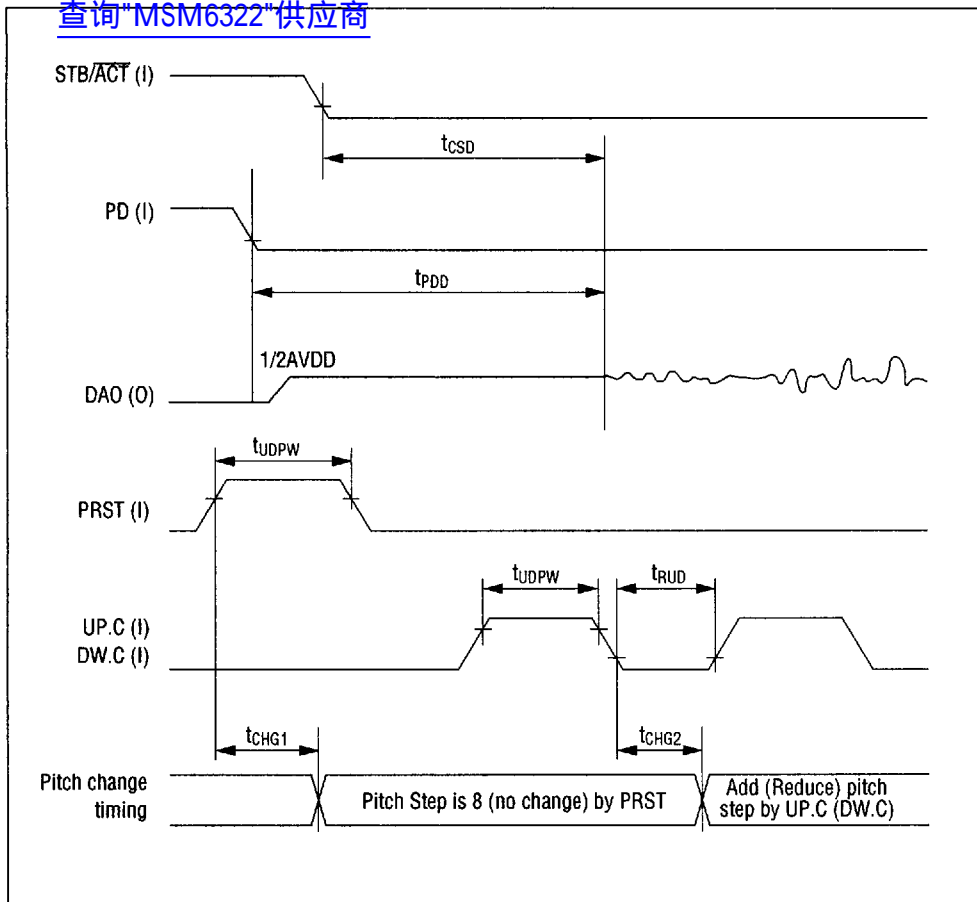 查询"MSM6322"供应商
STB/A̅C̅T̅ (I)
tCSD
PD (I)
tPDD
1/2AVDD
DAO (O)
tUDPW
PRST (I)
tUDPW
tRUD
UP.C (I)
DW.C (I)
tCHG1
tCHG2
Pitch change
timing
Pitch Step is 8 (no change) by PRST
Add (Reduce) pitch
step by UP.C (DW.C)